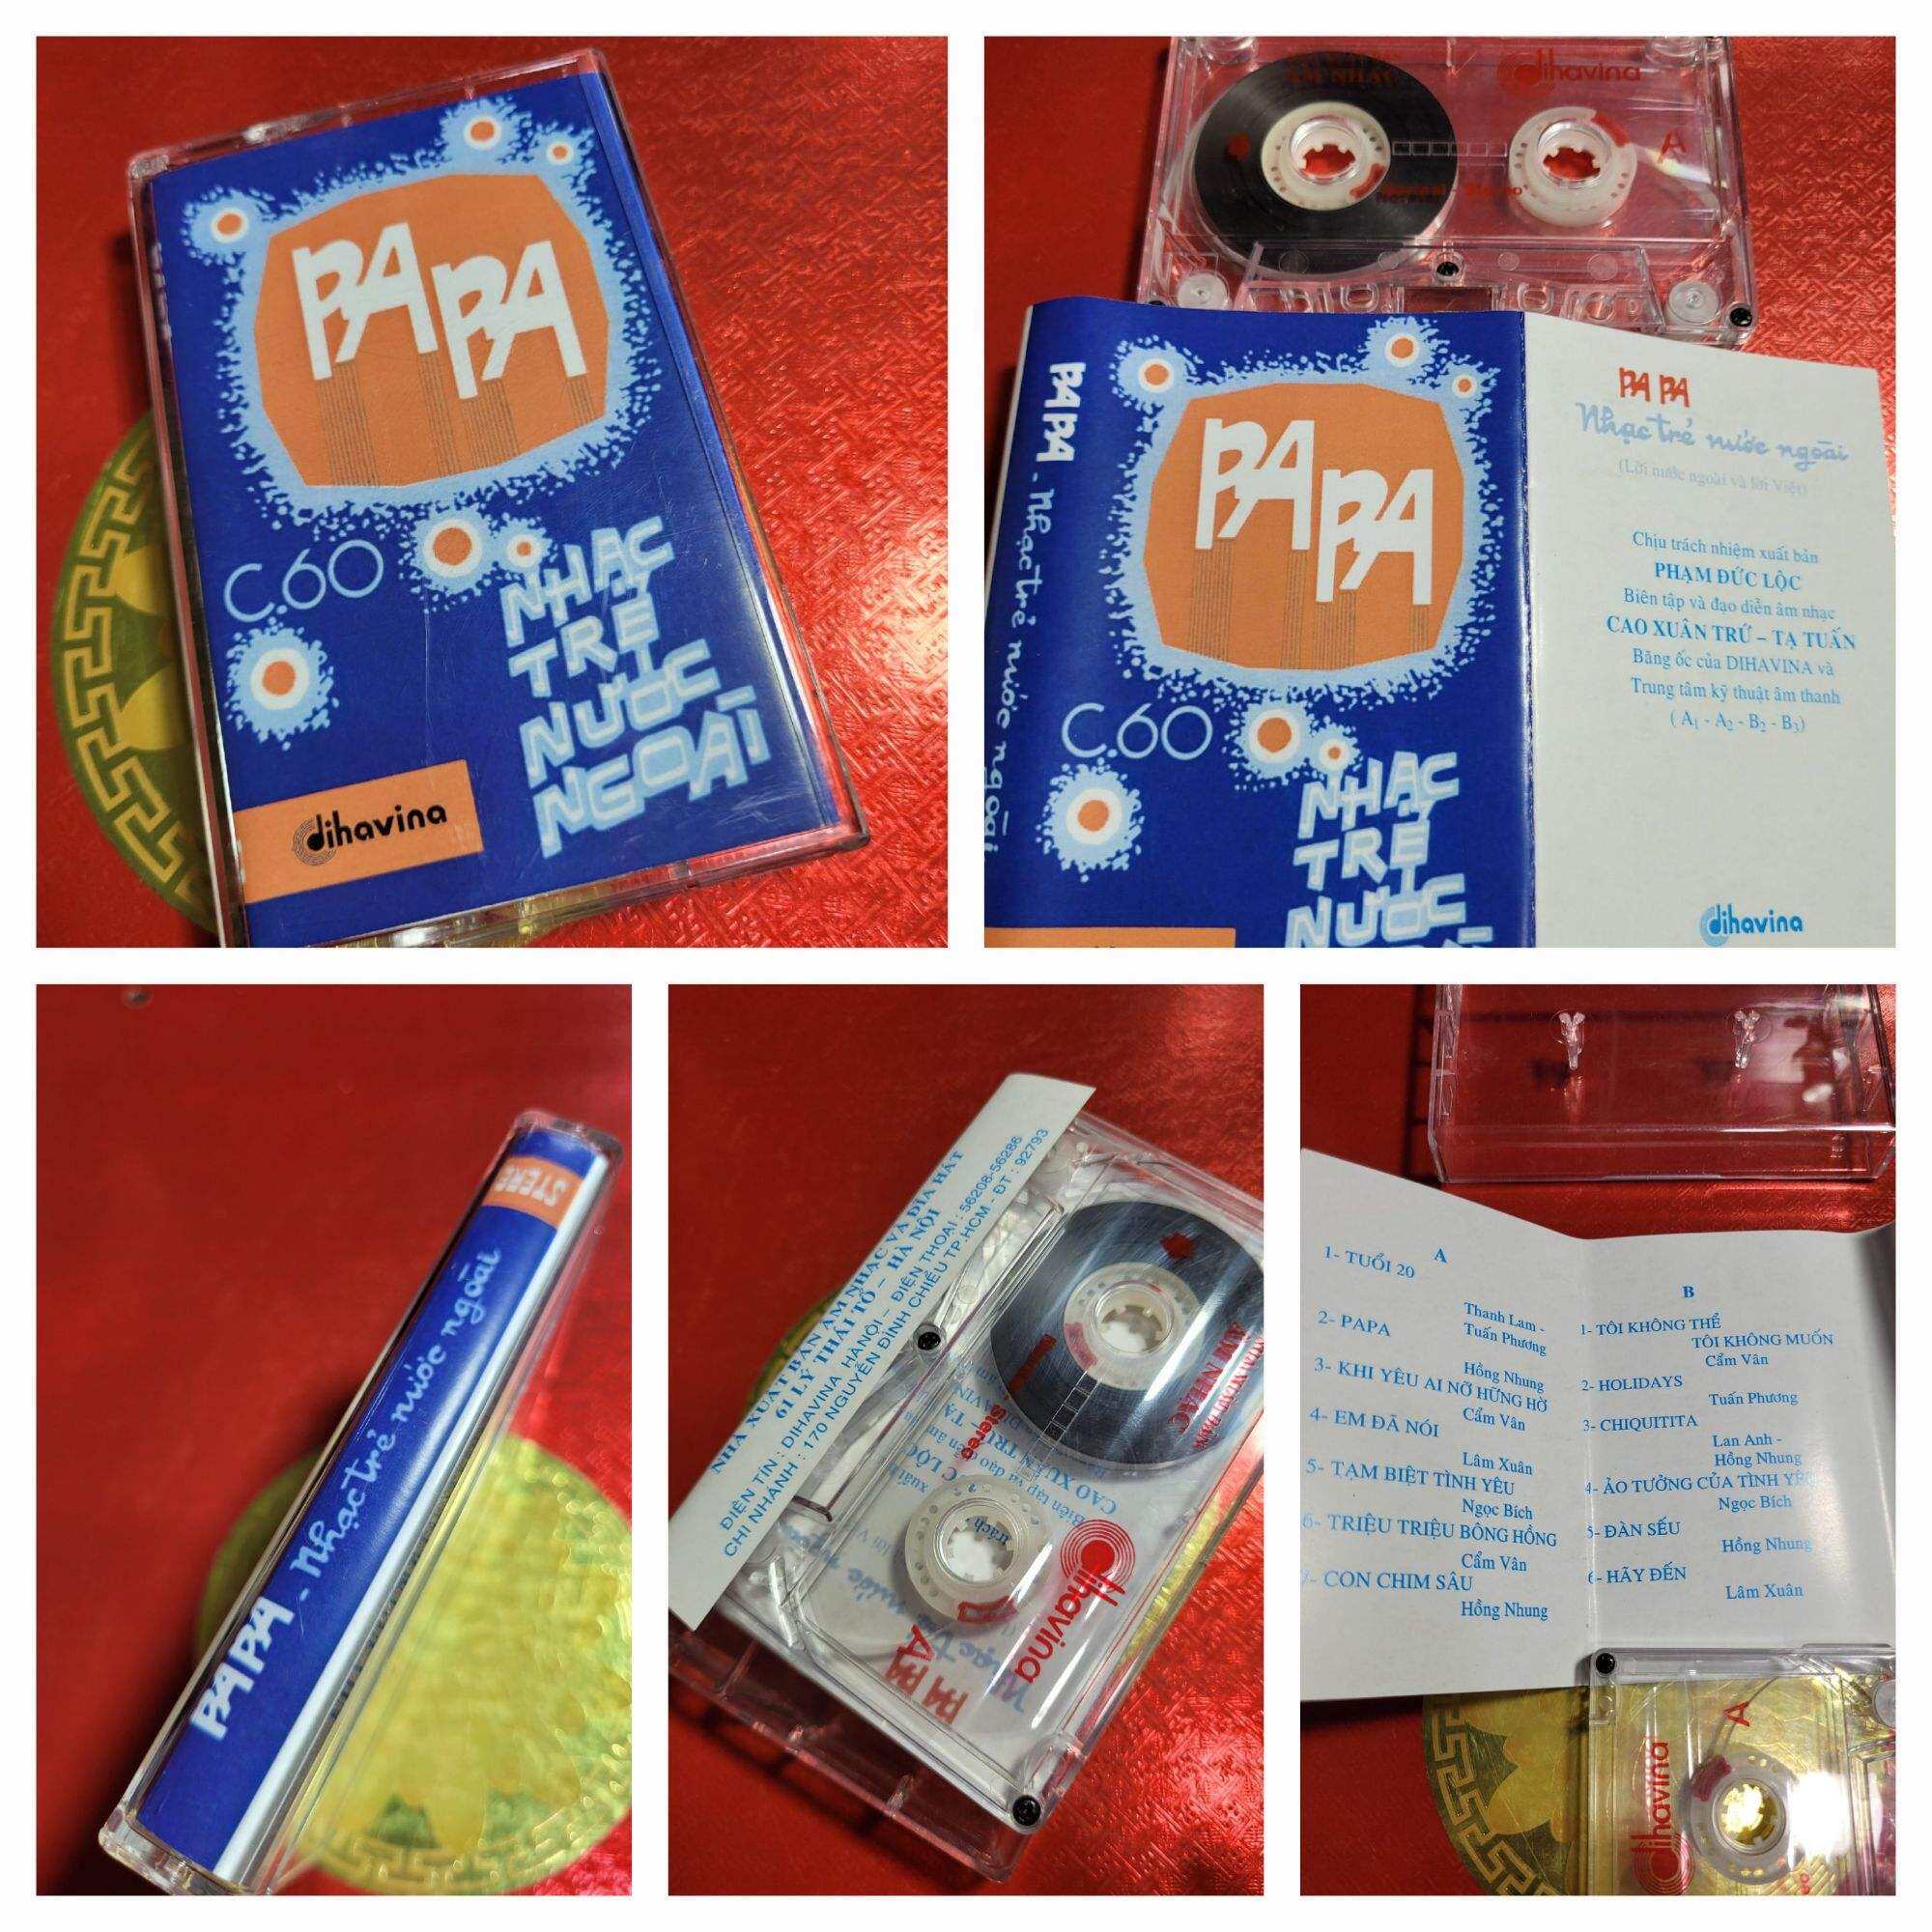 PAPA
C.60
NHẠC
TRẺ
NƯỚC
NGOÀI
dihavina
ÂM NHẠC
dihavina
A
PAPA - Nhạc trẻ nước ngoài
PAPA
C.60
NHẠC
TRẺ
NƯỚC
PA PA
Nhạc trẻ nước ngoài
(Lời nước ngoài và lời Việt)
Chịu trách nhiệm xuất bản
PHẠM ĐỨC LỘC
Biên tập và đạo diễn âm nhạc
CAO XUÂN TRỨ – TẠ TUẤN
Băng ốc của DIHAVINA và
Trung tâm kỹ thuật âm thanh
( A1 - A2 - B2 - B3)
dihavina
PAPA - Nhạc trẻ nước ngoài
NHÀ XUẤT BẢN ÂM NHẠC VÀ ĐĨA HÁT
61 LÝ THÁI TỔ – HÀ NỘI
ĐIỆN TÍN : DIHAVINA HÀNỘI – ĐIỆN THOẠI : 56208-56286
CHI NHÁNH : 170 NGUYỄN ĐÌNH CHIỂU TP.HCM - ĐT : 92793
ÂM NHẠC
Stereo
dihavina
A
PA PA
A
1- TUỔI 20
Thanh Lam -
Tuấn Phương
2- PAPA
Hồng Nhung
3- KHI YÊU AI NỠ HỮNG HỜ
Cẩm Vân
4- EM ĐÃ NÓI
Lâm Xuân
5- TẠM BIỆT TÌNH YÊU
Ngọc Bích
6- TRIỆU TRIỆU BÔNG HỒNG
Cẩm Vân
7- CON CHIM SÂU
Hồng Nhung
B
1- TÔI KHÔNG THỂ
TÔI KHÔNG MUỐN
Cẩm Vân
2- HOLIDAYS
Tuấn Phương
3- CHIQUITITA
Lan Anh -
Hồng Nhung
4- ẢO TƯỞNG CỦA TÌNH YÊU
Ngọc Bích
5- ĐÀN SẾU
Hồng Nhung
6- HÃY ĐẾN
Lâm Xuân
dihavina
A